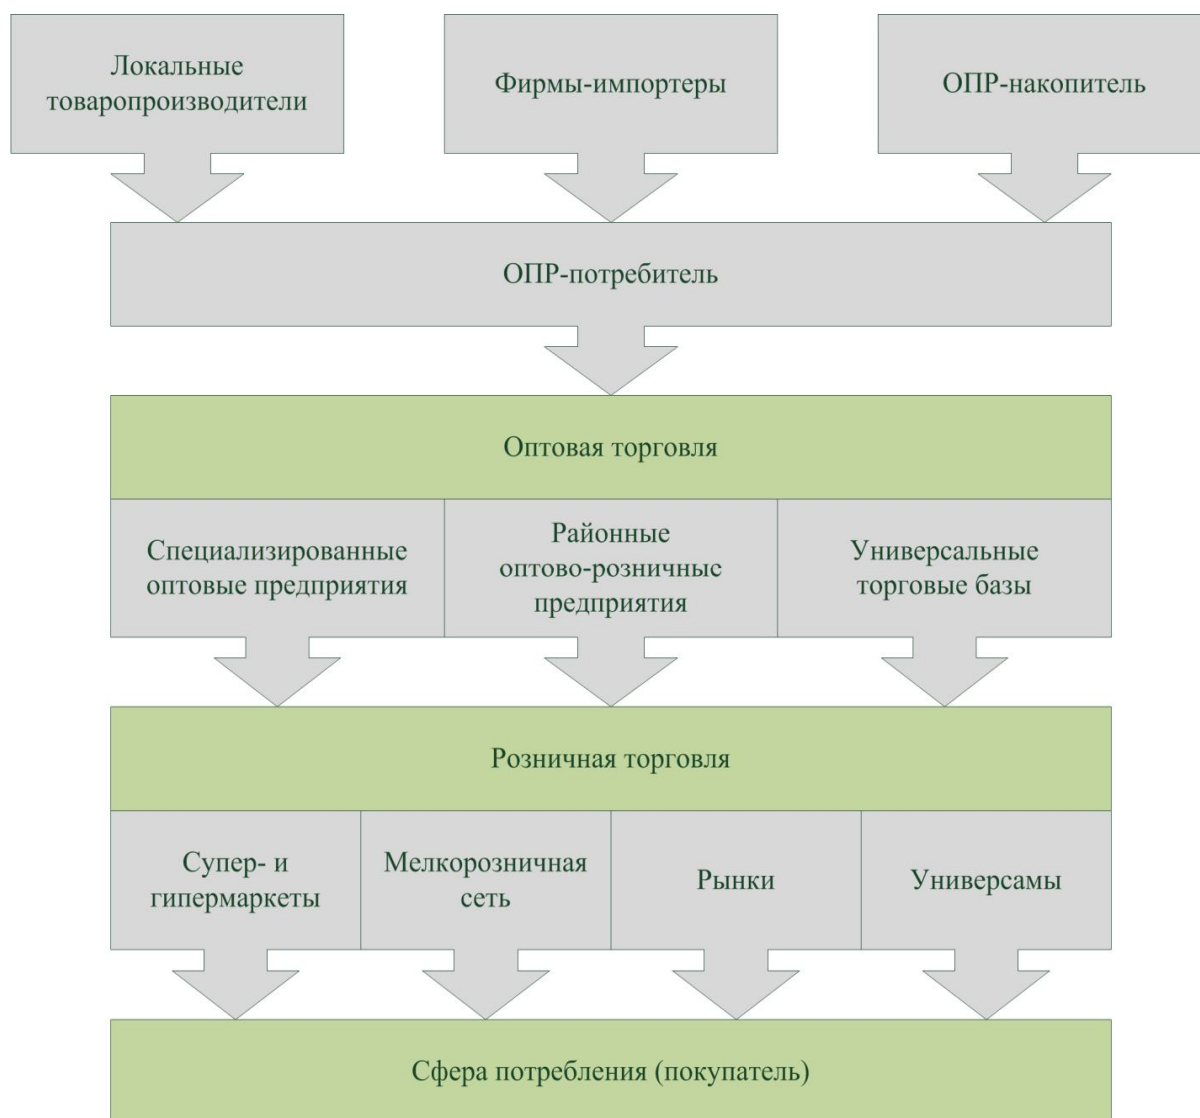 Локальные
товаропроизводители
Фирмы-импортеры
ОПР-накопитель
ОПР-потребитель
Оптовая торговля
Специализированные
оптовые предприятия
Районные
оптово-розничные
предприятия
Универсальные
торговые базы
Розничная торговля
Супер- и
гипермаркеты
Мелкорозничная
сеть
Рынки
Универсамы
Сфера потребления (покупатель)